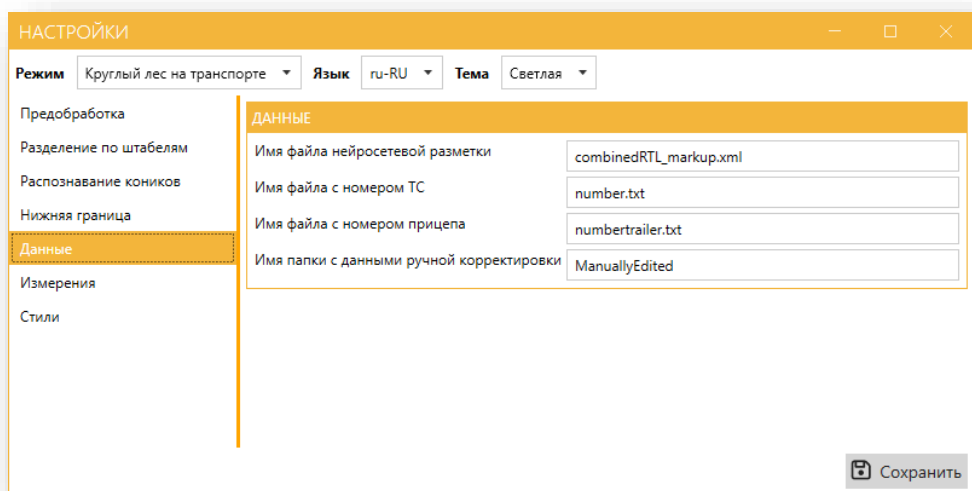 НАСТРОЙКИ
Режим Круглый лес на транспорте Язык ru-RU Тема Светлая
Предобработка
Разделение по штабелям
Распознавание коников
Нижняя граница
Данные
Измерения
Стили
ДАННЫЕ
Имя файла нейросетевой разметки combinedRTL_markup.xml
Имя файла с номером ТС number.txt
Имя файла с номером прицепа numbertrailer.txt
Имя папки с данными ручной корректировки ManuallyEdited
Сохранить